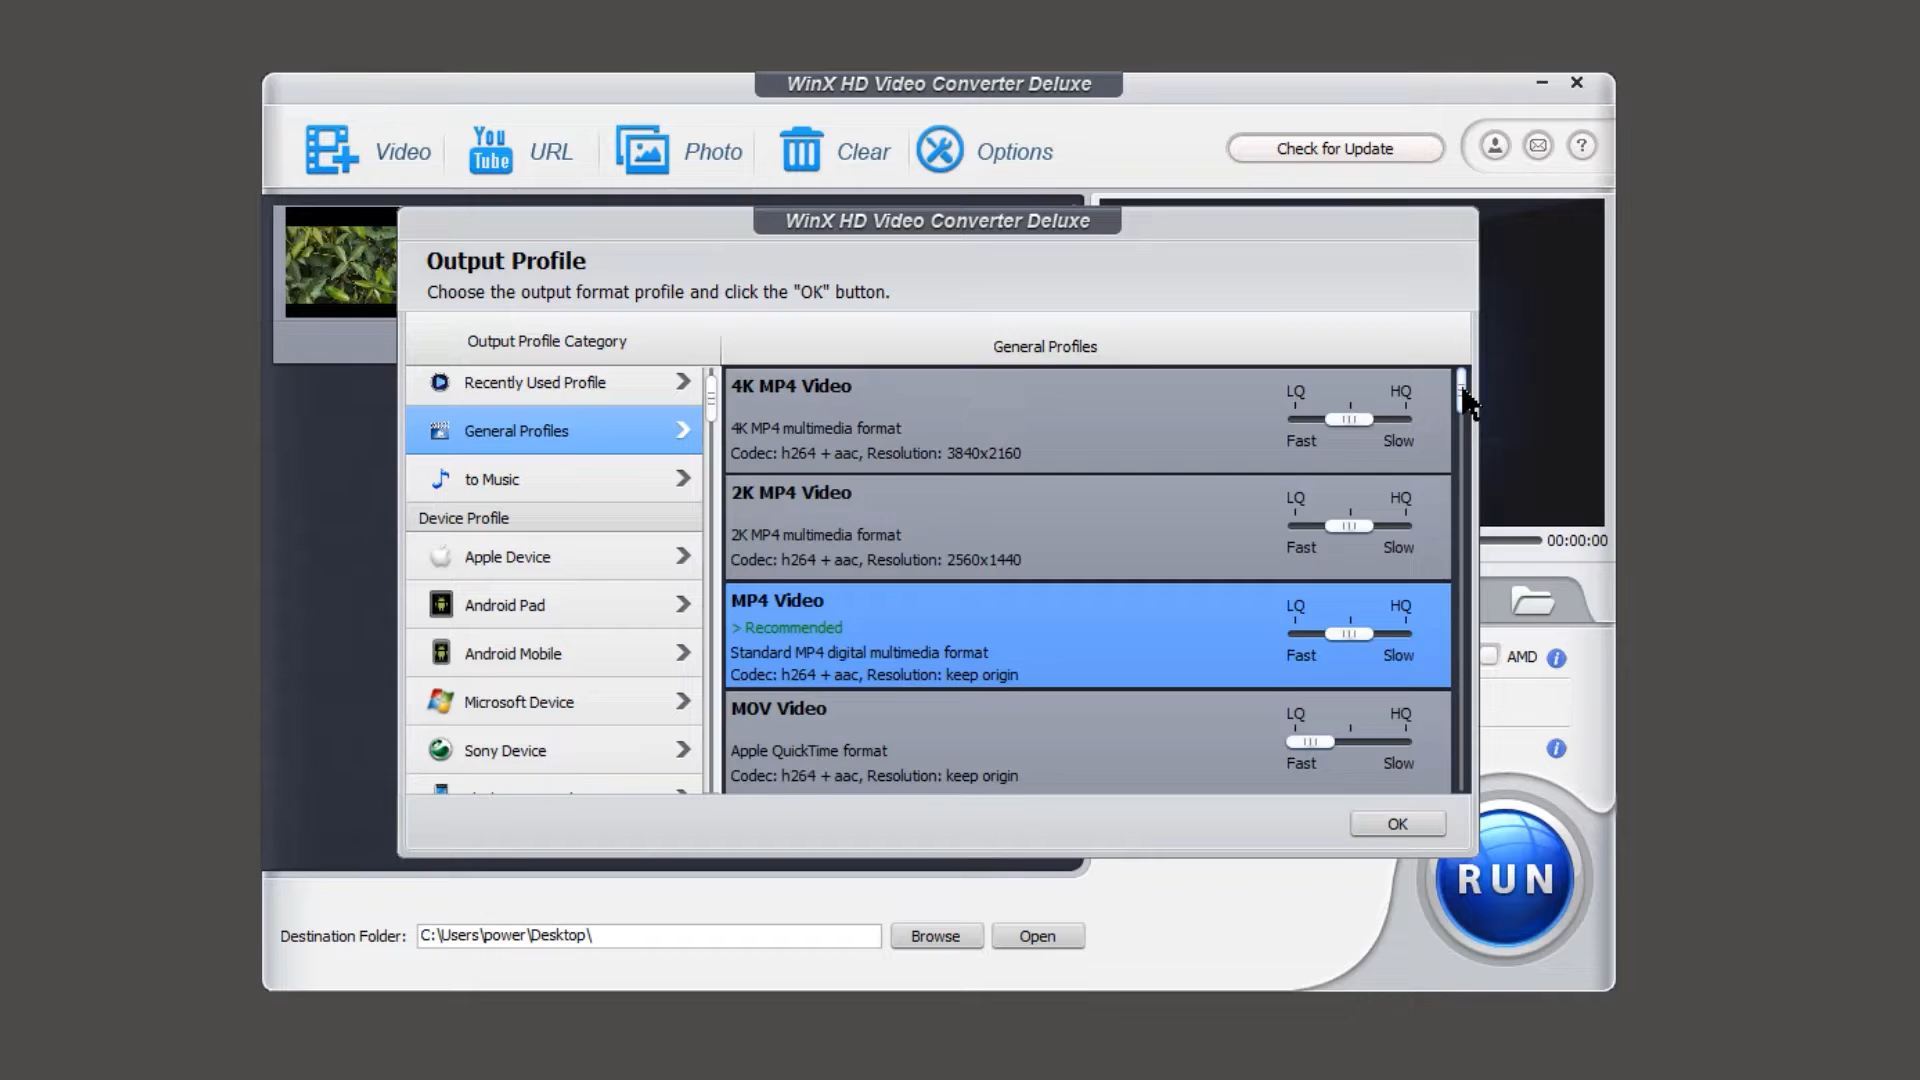 WinX HD Video Converter Deluxe
Video
You
Tube
URL
Photo
Clear
Options
Check for Update
?
WinX HD Video Converter Deluxe
Output Profile
Choose the output format profile and click the "OK" button.
Output Profile Category
General Profiles
Recently Used Profile
General Profiles
to Music
Device Profile
Apple Device
Android Pad
Android Mobile
Microsoft Device
Sony Device
4K MP4 Video
4K MP4 multimedia format
Codec: h264 + aac, Resolution: 3840x2160
LQ HQ
Fast Slow
2K MP4 Video
2K MP4 multimedia format
Codec: h264 + aac, Resolution: 2560x1440
LQ HQ
Fast Slow
MP4 Video
> Recommended
Standard MP4 digital multimedia format
Codec: h264 + aac, Resolution: keep origin
LQ HQ
Fast Slow
MOV Video
Apple QuickTime format
Codec: h264 + aac, Resolution: keep origin
LQ HQ
Fast Slow
OK
00:00:00
AMD i
i
RUN
Destination Folder: C:\Users\power\Desktop\ Browse Open